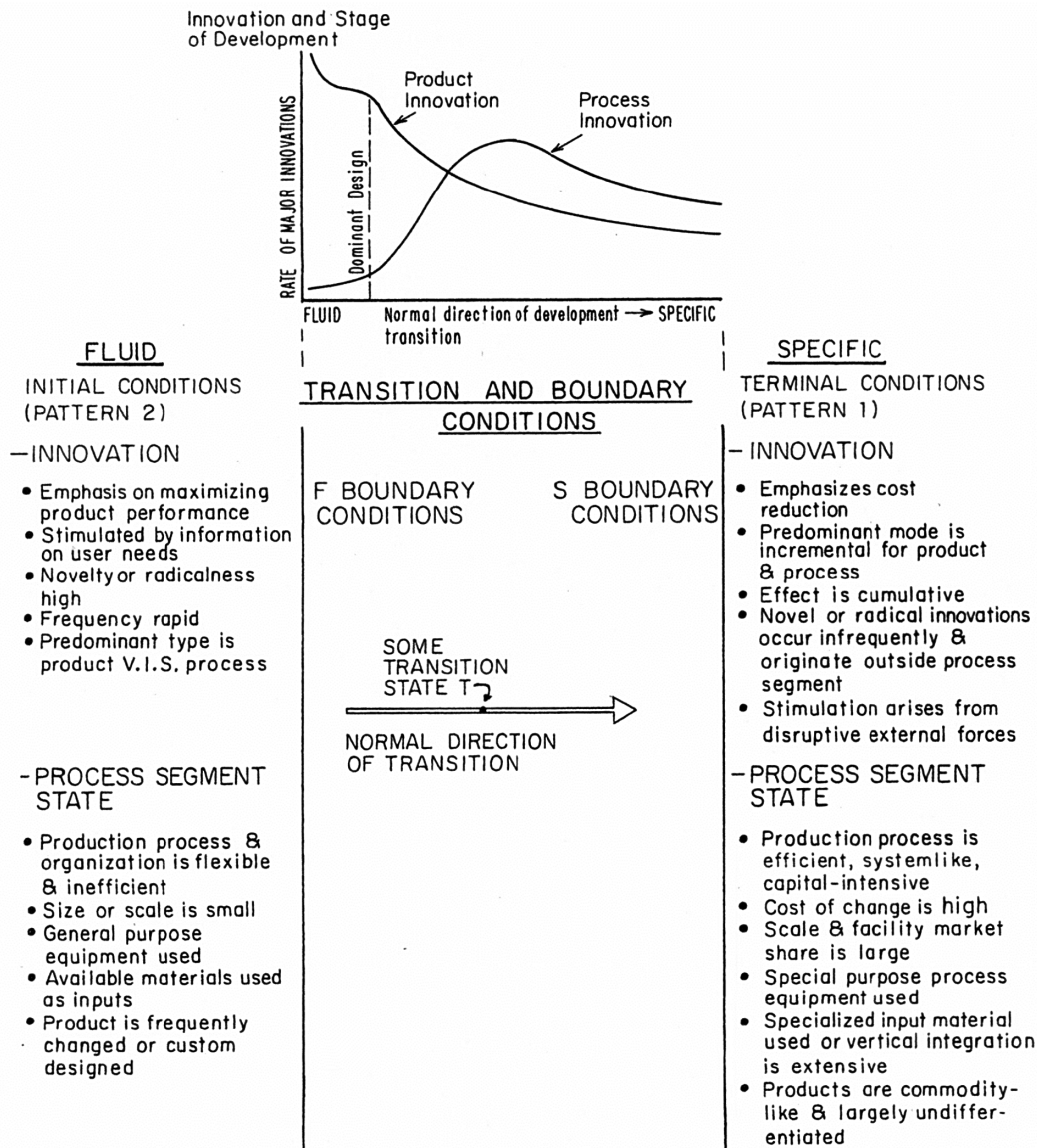 Innovation and Stage
of Development
Product
Innovation
Process
Innovation
RATE OF MAJOR INNOVATIONS
Dominant Design
FLUID
Normal direction of development → SPECIFIC
transition
FLUID
INITIAL CONDITIONS
(PATTERN 2)
—INNOVATION
• Emphasis on maximizing
product performance
• Stimulated by information
on user needs
• Novelty or radicalness
high
• Frequency rapid
• Predominant type is
product V.I.S. process
-PROCESS SEGMENT
STATE
• Production process &
organization is flexible
& inefficient
• Size or scale is small
• General purpose
equipment used
• Available materials used
as inputs
• Product is frequently
changed or custom
designed
TRANSITION AND BOUNDARY
CONDITIONS
F BOUNDARY
CONDITIONS
S BOUNDARY
CONDITIONS
SOME
TRANSITION
STATE T
NORMAL DIRECTION
OF TRANSITION
SPECIFIC
TERMINAL CONDITIONS
(PATTERN 1)
— INNOVATION
• Emphasizes cost
reduction
• Predominant mode is
incremental for product
& process
• Effect is cumulative
• Novel or radical innovations
occur infrequently &
originate outside process
segment
• Stimulation arises from
disruptive external forces
— PROCESS SEGMENT
STATE
• Production process is
efficient, systemlike,
capital-intensive
• Cost of change is high
• Scale & facility market
share is large
• Special purpose process
equipment used
• Specialized input material
used or vertical integration
is extensive
• Products are commodity-
like & largely undiffer-
entiated